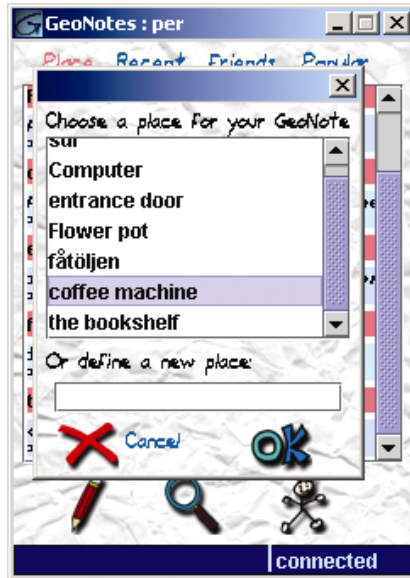 GeoNotes : per
Place Recent Friends Popular
Choose a place for your GeoNote
sur
Computer
entrance door
Flower pot
fåtöljen
coffee machine
the bookshelf
Or define a new place:
Cancel
OK
connected